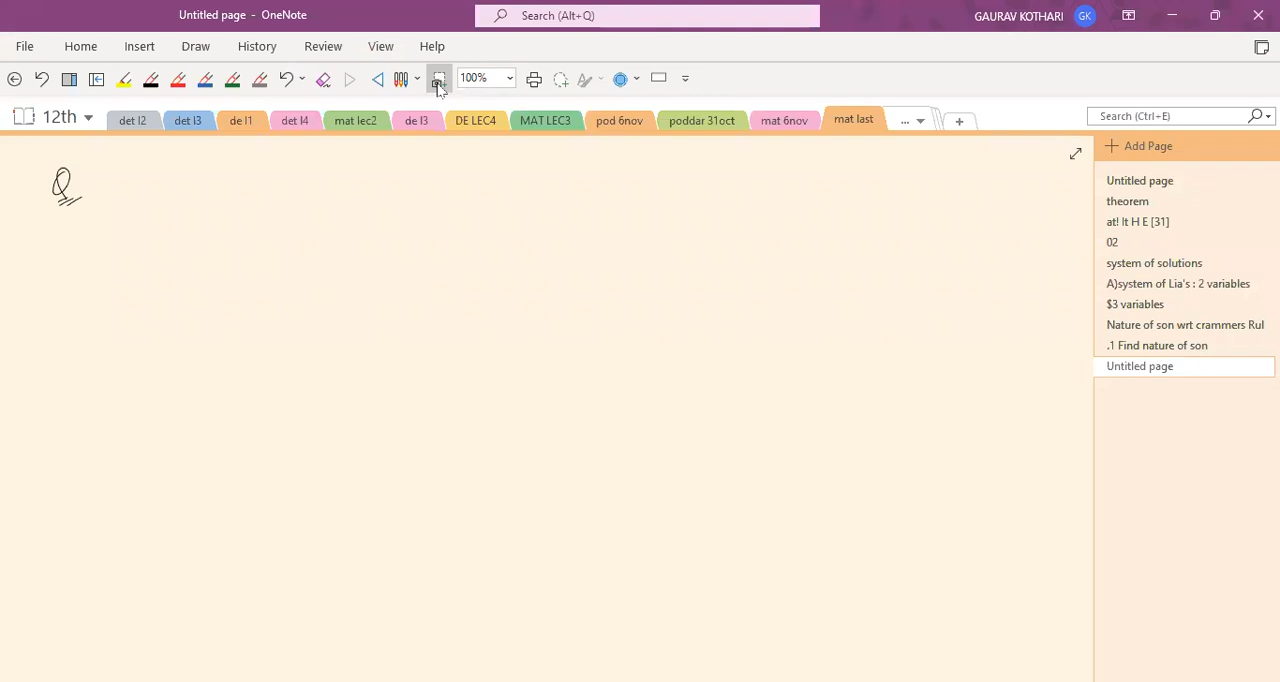 Untitled page - OneNote
Search (Alt+Q)
GAURAV KOTHARI GK
File Home Insert Draw History Review View Help
100%
12th
det l2 det l3 de l1 det l4 mat lec2 de l3 DE LEC4 MAT LEC3 pod 6nov poddar 31oct mat 6nov mat last ...
Search (Ctrl+E)
Add Page
Q
Untitled page
theorem
at! It H E [31]
02
system of solutions
A)system of Lia's : 2 variables
$3 variables
Nature of son wrt crammers Rul
.1 Find nature of son
Untitled page